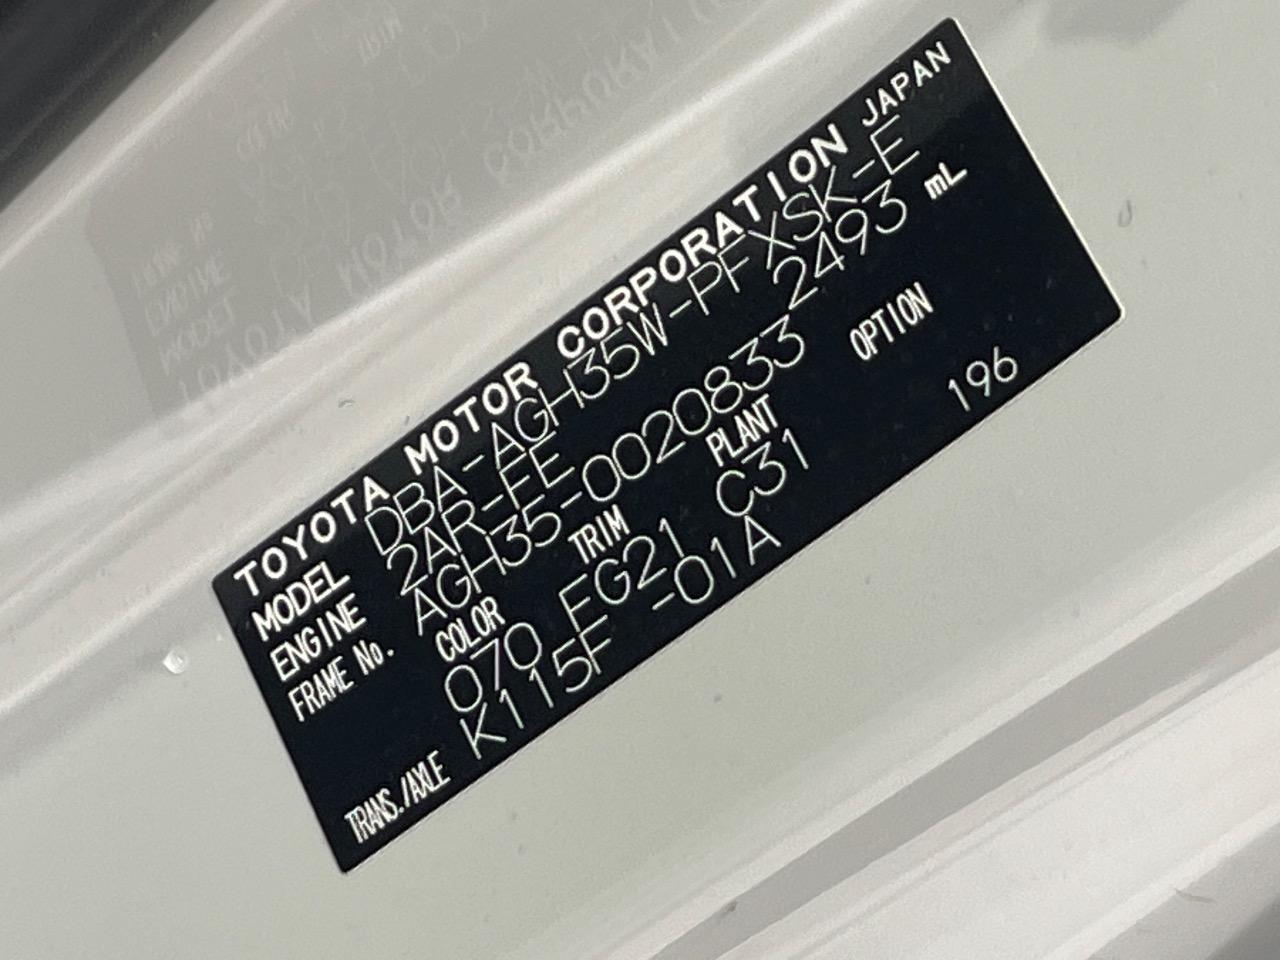 TOYOTA MOTOR CORPORATION JAPAN
MODEL DBA-AGH35W-PFXSK-E
ENGINE 2AR-FE 2493 mL
FRAME No. AGH35-0020833
COLOR TRIM PLANT OPTION
070 FG21 C31 196
TRANS./AXLE K115F -01A